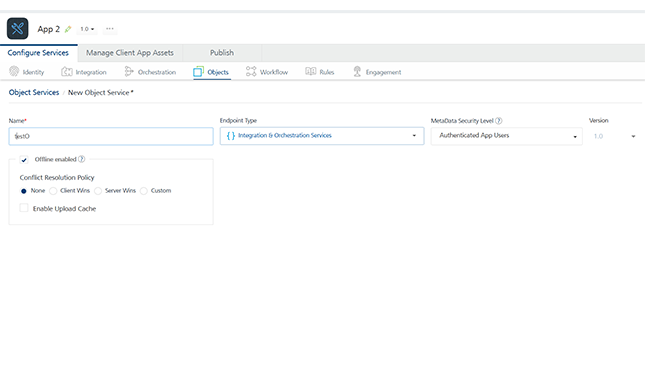 App 2 1.0 ...
Configure Services Manage Client App Assets Publish
Identity Integration Orchestration Objects Workflow Rules Engagement
Object Services / New Object Service *
Name* Endpoint Type MetaData Security Level ? Version
testO { } Integration & Orchestration Services Authenticated App Users 1.0
Offline enabled ?
Conflict Resolution Policy
None Client Wins Server Wins Custom
Enable Upload Cache